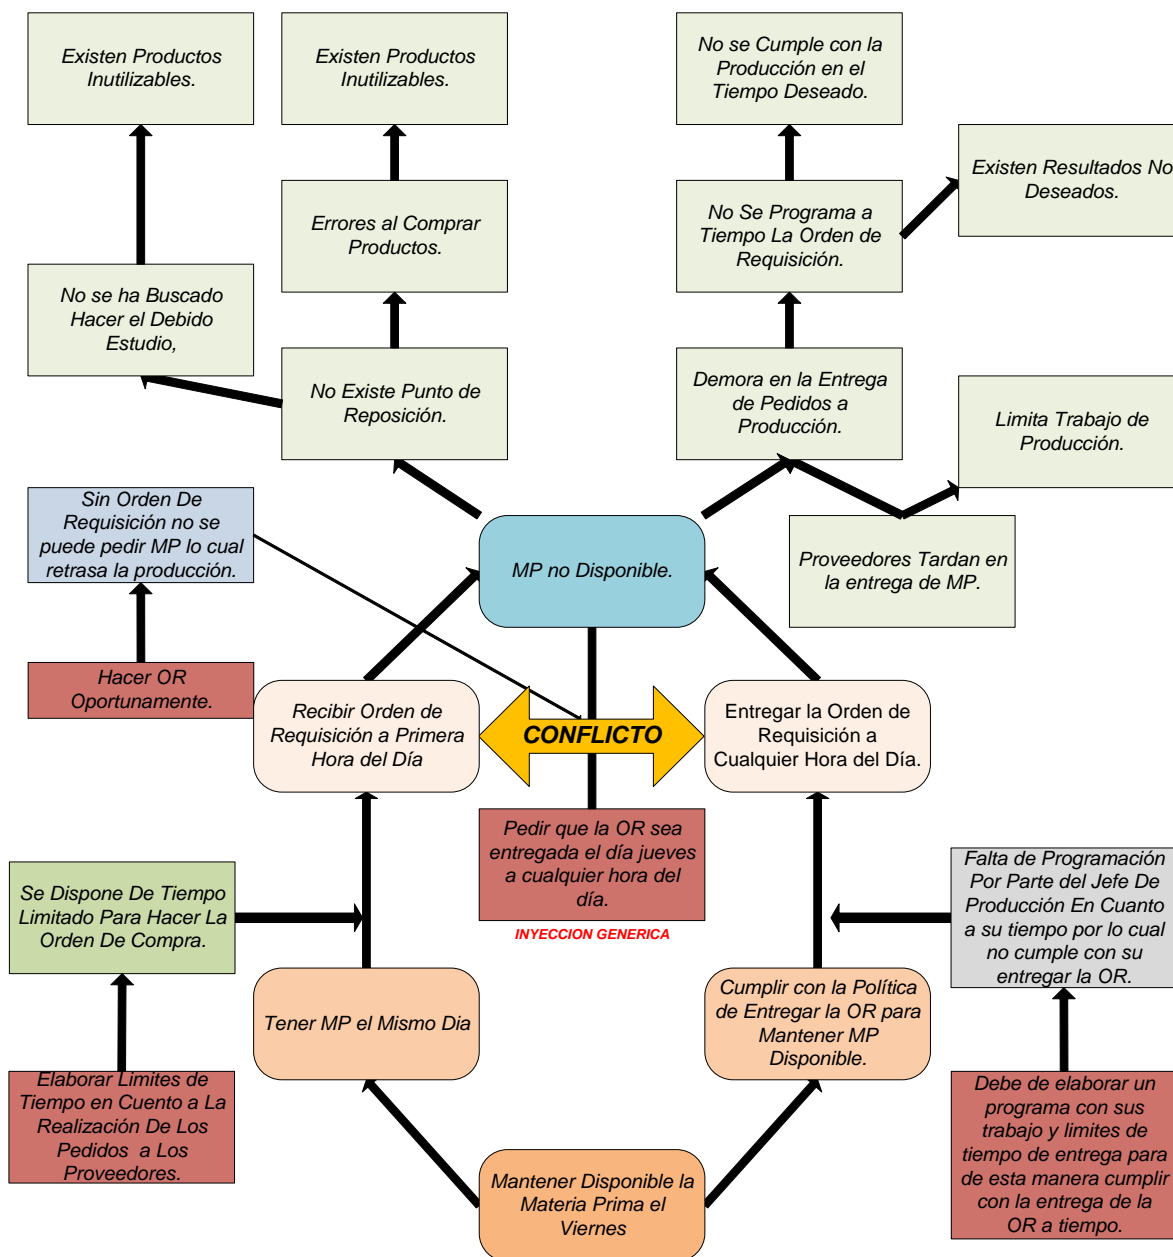 Existen Productos
Inutilizables.
Existen Productos
Inutilizables.
No se Cumple con la
Producción en el
Tiempo Deseado.
Existen Resultados No
Deseados.
Errores al Comprar
Productos.
No Se Programa a
Tiempo La Orden de
Requisición.
No se ha Buscado
Hacer el Debido
Estudio,
No Existe Punto de
Reposición.
Demora en la Entrega
de Pedidos a
Producción.
Limita Trabajo de
Producción.
Sin Orden De
Requisición no se
puede pedir MP lo cual
retrasa la producción.
MP no Disponible.
Proveedores Tardan en
la entrega de MP.
Hacer OR
Oportunamente.
Recibir Orden de
Requisición a Primera
Hora del Día
CONFLICTO
Entregar la Orden de
Requisición a
Cualquier Hora del Día.
Pedir que la OR sea
entregada el día jueves
a cualquier hora del
día.
INYECCION GENERICA
Se Dispone De Tiempo
Limitado Para Hacer La
Orden De Compra.
Falta de Programación
Por Parte del Jefe De
Producción En Cuanto
a su tiempo por lo cual
no cumple con su
entregar la OR.
Tener MP el Mismo Dia
Cumplir con la Política
de Entregar la OR para
Mantener MP
Disponible.
Elaborar Limites de
Tiempo en Cuento a La
Realización De Los
Pedidos a Los
Proveedores.
Mantener Disponible la
Materia Prima el
Viernes
Debe de elaborar un
programa con sus
trabajo y limites de
tiempo de entrega para
de esta manera cumplir
con la entrega de la
OR a tiempo.